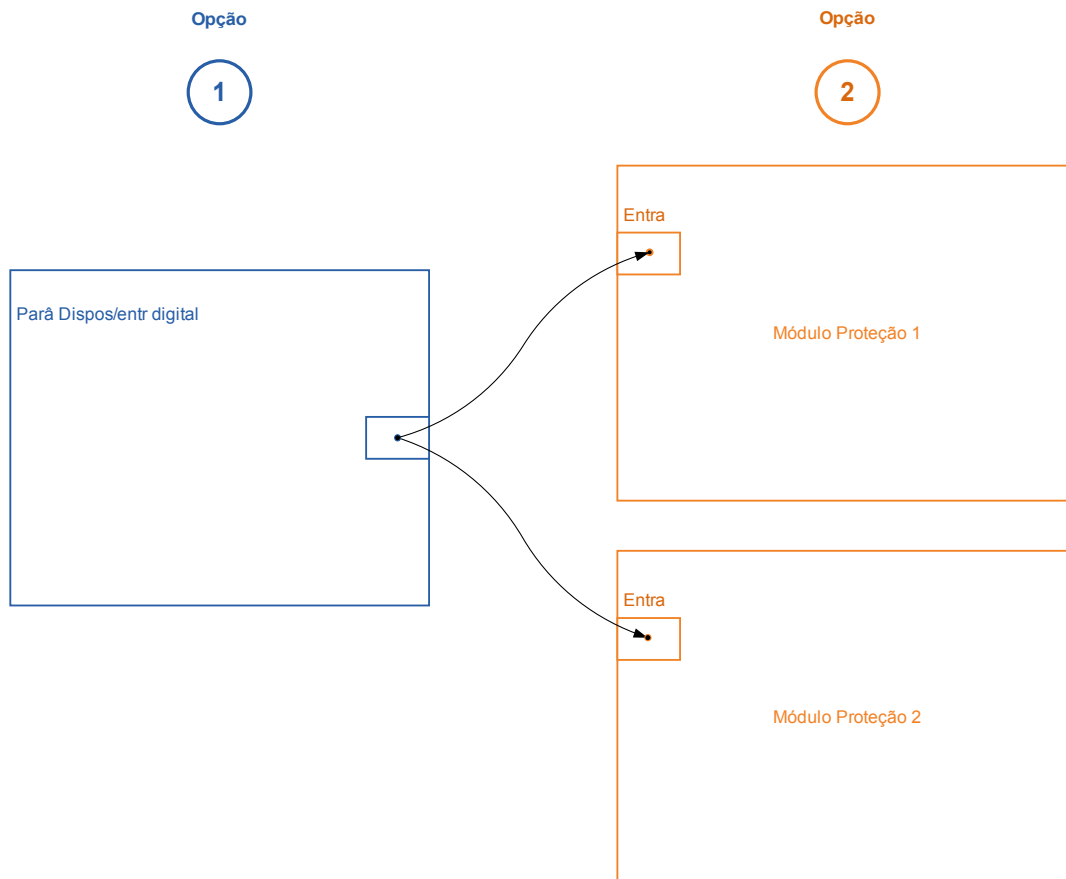 Opção
1
Opção
2
Parâ Dispos/entr digital
Entra
Módulo Proteção 1
Entra
Módulo Proteção 2